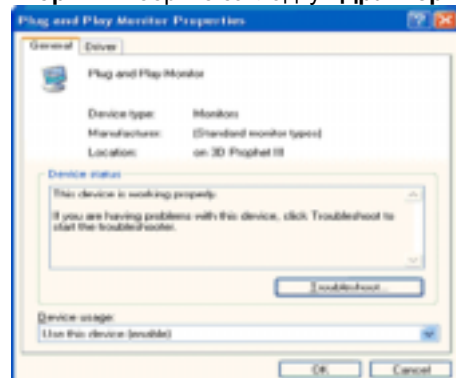 Plug and Play Monitor Properties
General Driver
Plug and Play Monitor
Device type: Monitors
Manufacturer: (Standard monitor types)
Location: on 3D Prophet III
Device status
This device is working properly.
If you are having problems with this device, click Troubleshoot to
start the troubleshooter.
Troubleshoot...
Device usage:
Use this device (enable)
OK Cancel